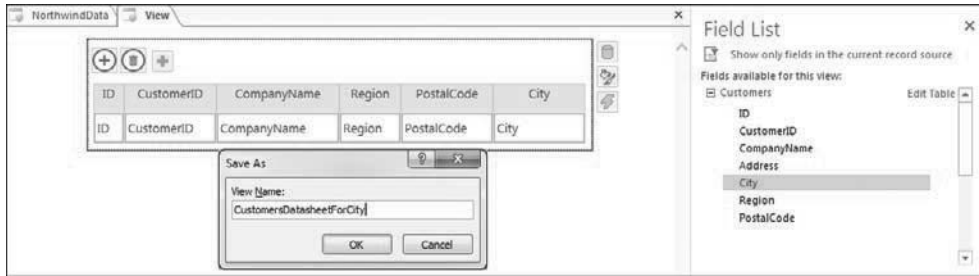 NorthwindData View
ID CustomerID CompanyName Region PostalCode City
ID CustomerID CompanyName Region PostalCode City
Save As
View Name:
CustomersDatasheetForCity
OK Cancel
Field List
Show only fields in the current record source
Fields available for this view:
Customers Edit Table
ID
CustomerID
CompanyName
Address
City
Region
PostalCode